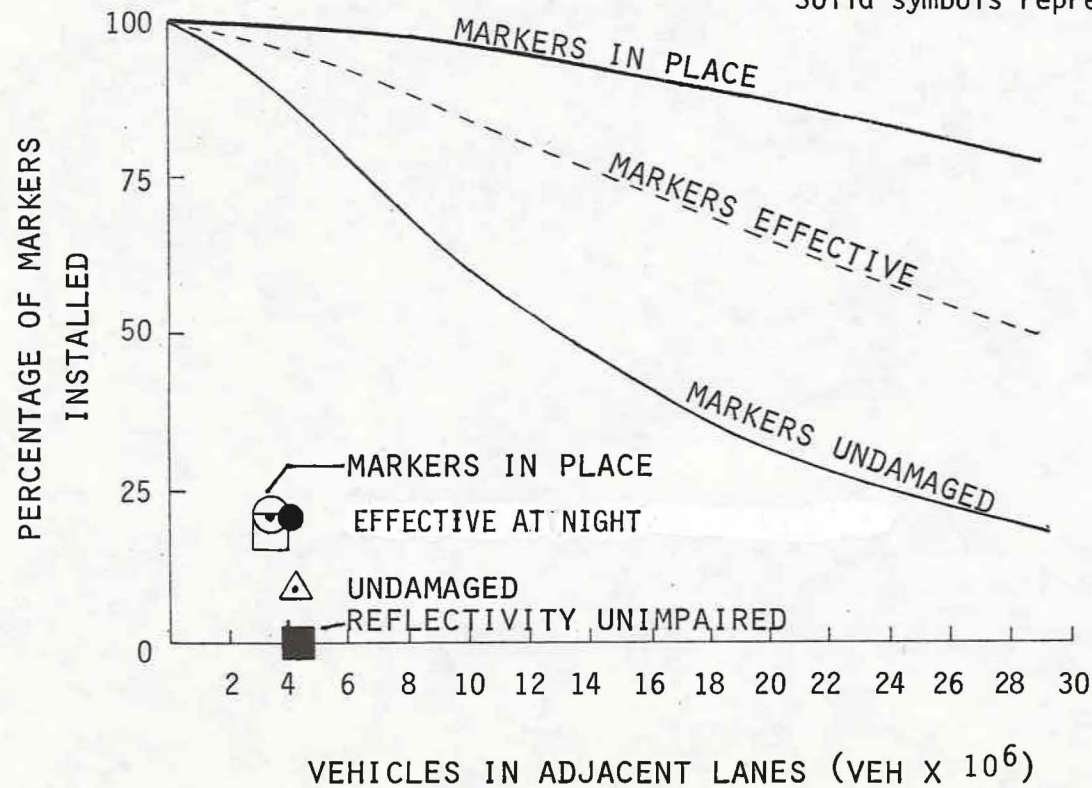 Solid symbols repre
100
MARKERS IN PLACE
75
MARKERS EFFECTIVE
PERCENTAGE OF MARKERS
INSTALLED
50
MARKERS UNDAMAGED
MARKERS IN PLACE
25
EFFECTIVE AT NIGHT
UNDAMAGED
REFLECTIVITY UNIMPAIRED
0
2 4 6 8 10 12 14 16 18 20 22 24 26 28 30
VEHICLES IN ADJACENT LANES (VEH X 10⁶)